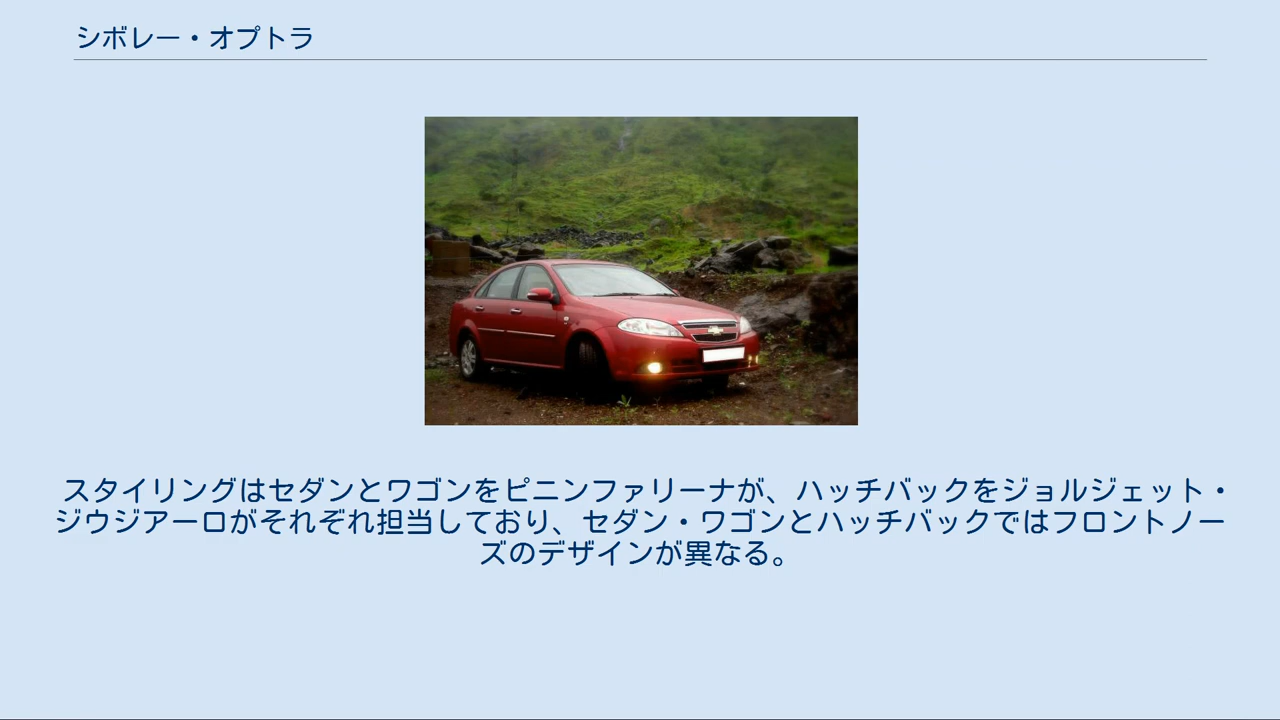 シボレー・オプトラ
スタイリングはセダンとワゴンをピニンファリーナが、ハッチバックをジョルジェット・
ジウジアーロがそれぞれ担当しており、セダン・ワゴンとハッチバックではフロントノー
ズのデザインが異なる。